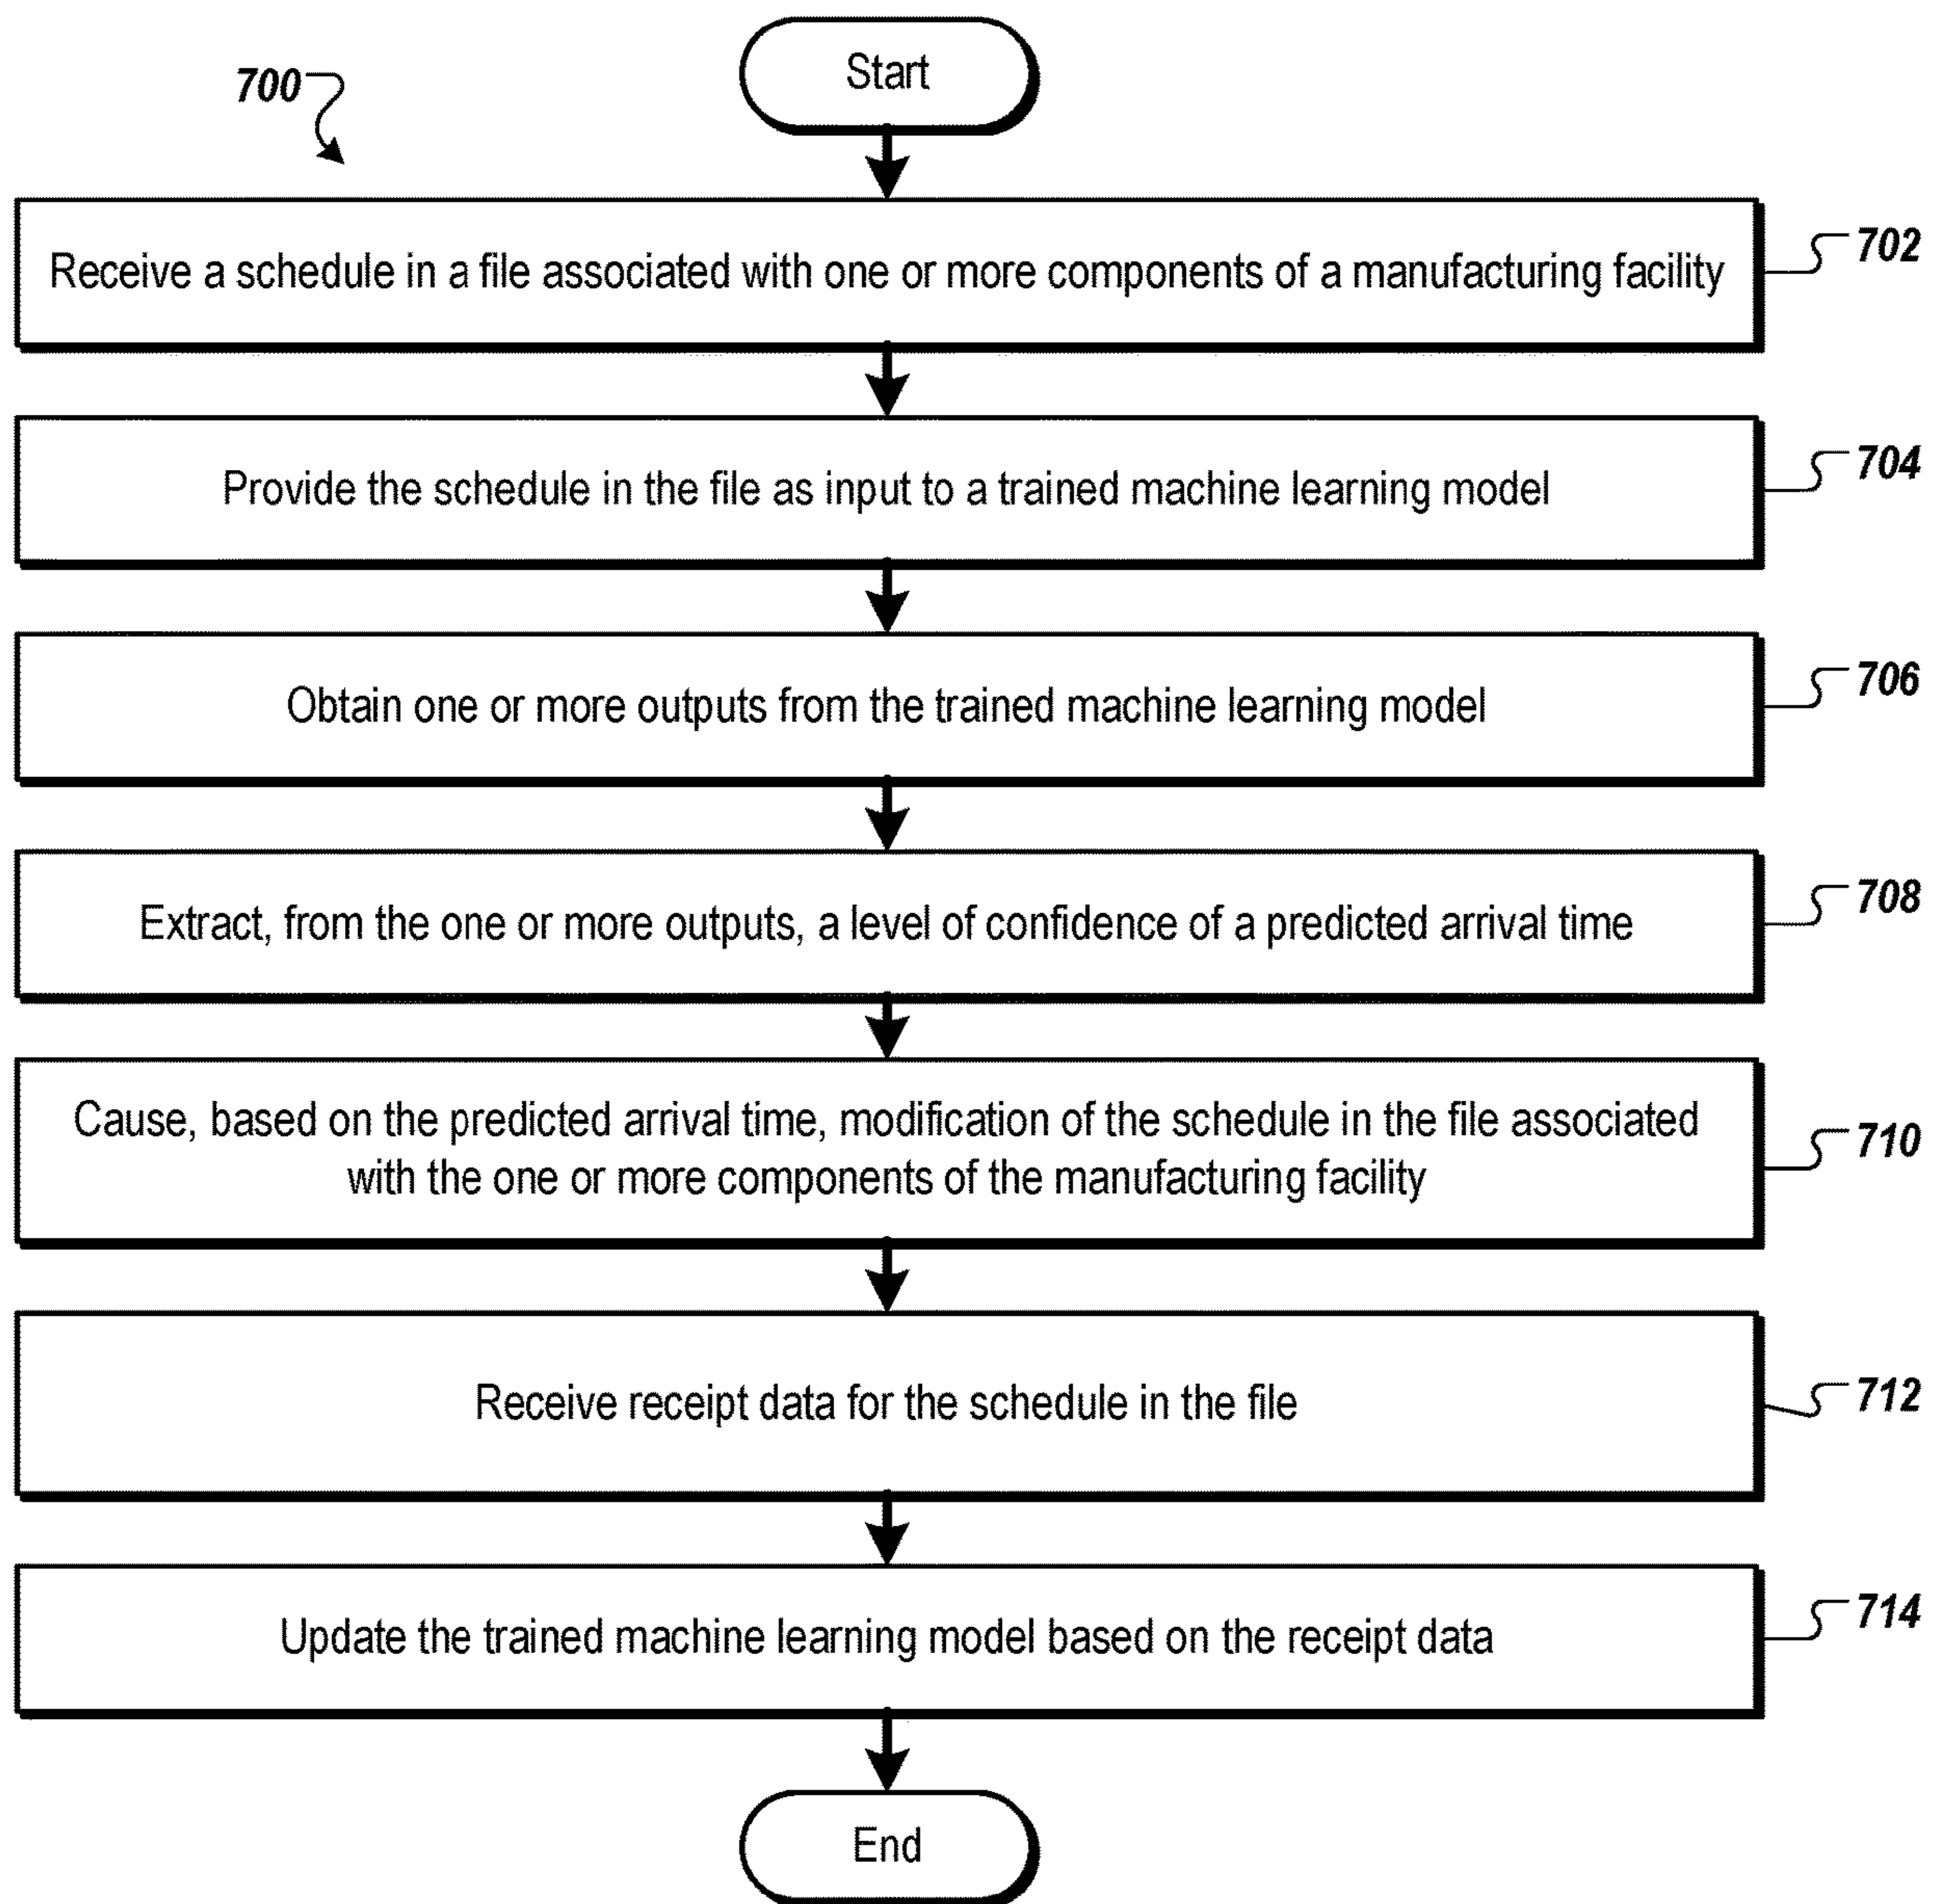 700
Start
Receive a schedule in a file associated with one or more components of a manufacturing facility
702
Provide the schedule in the file as input to a trained machine learning model
704
Obtain one or more outputs from the trained machine learning model
706
Extract, from the one or more outputs, a level of confidence of a predicted arrival time
708
Cause, based on the predicted arrival time, modification of the schedule in the file associated
with the one or more components of the manufacturing facility
710
Receive receipt data for the schedule in the file
712
Update the trained machine learning model based on the receipt data
714
End